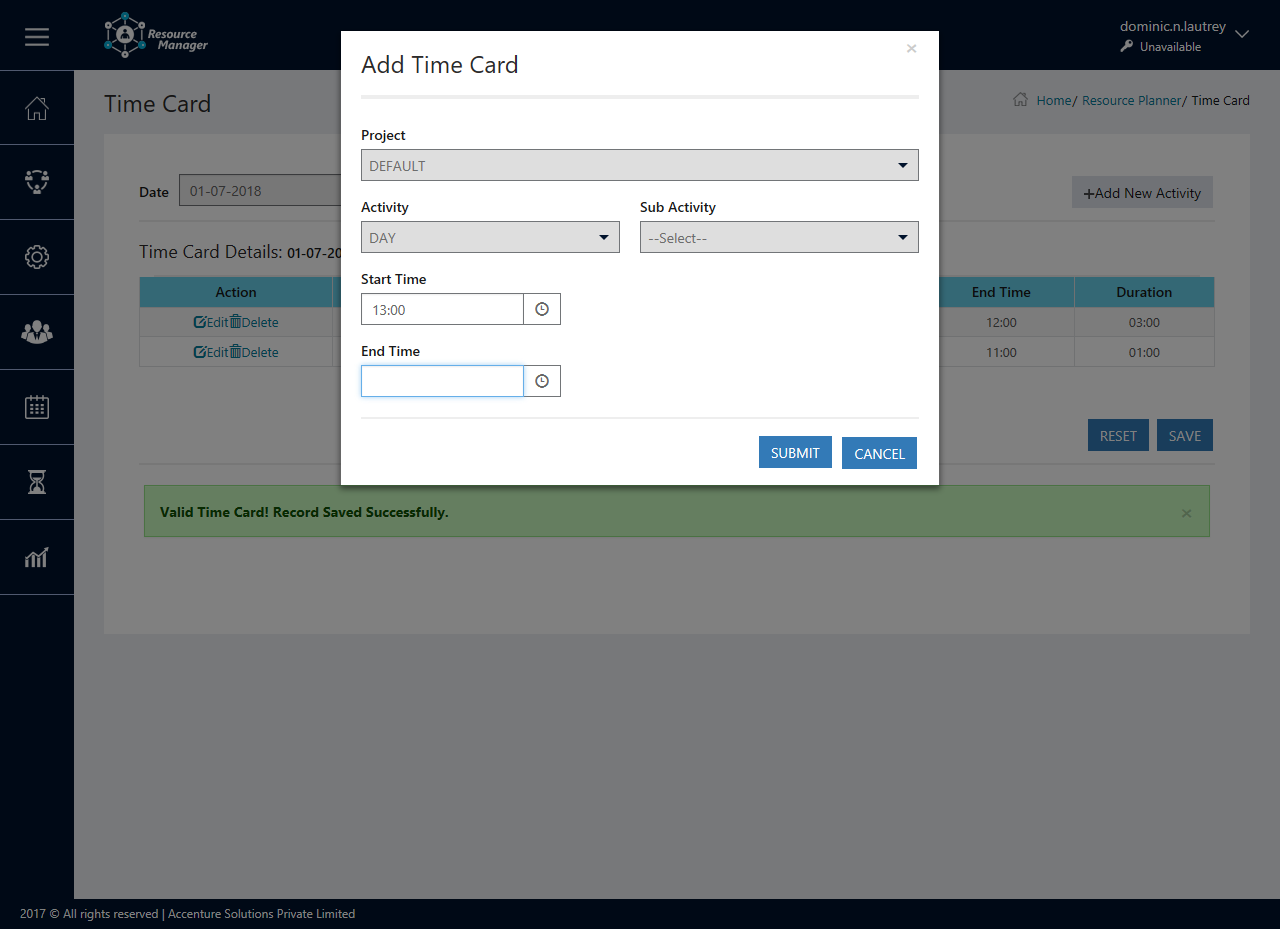 Resource Manager
dominic.n.lautrey
Unavailable
Time Card
Home/ Resource Planner/ Time Card
Date 01-07-2018
+Add New Activity
Time Card Details: 01-07-20
Action End Time Duration
Edit Delete 12:00 03:00
Edit Delete 11:00 01:00
RESET SAVE
Valid Time Card! Record Saved Successfully. ×
Add Time Card ×
Project
DEFAULT
Activity Sub Activity
DAY --Select--
Start Time
13:00
End Time
SUBMIT CANCEL
2017 © All rights reserved | Accenture Solutions Private Limited